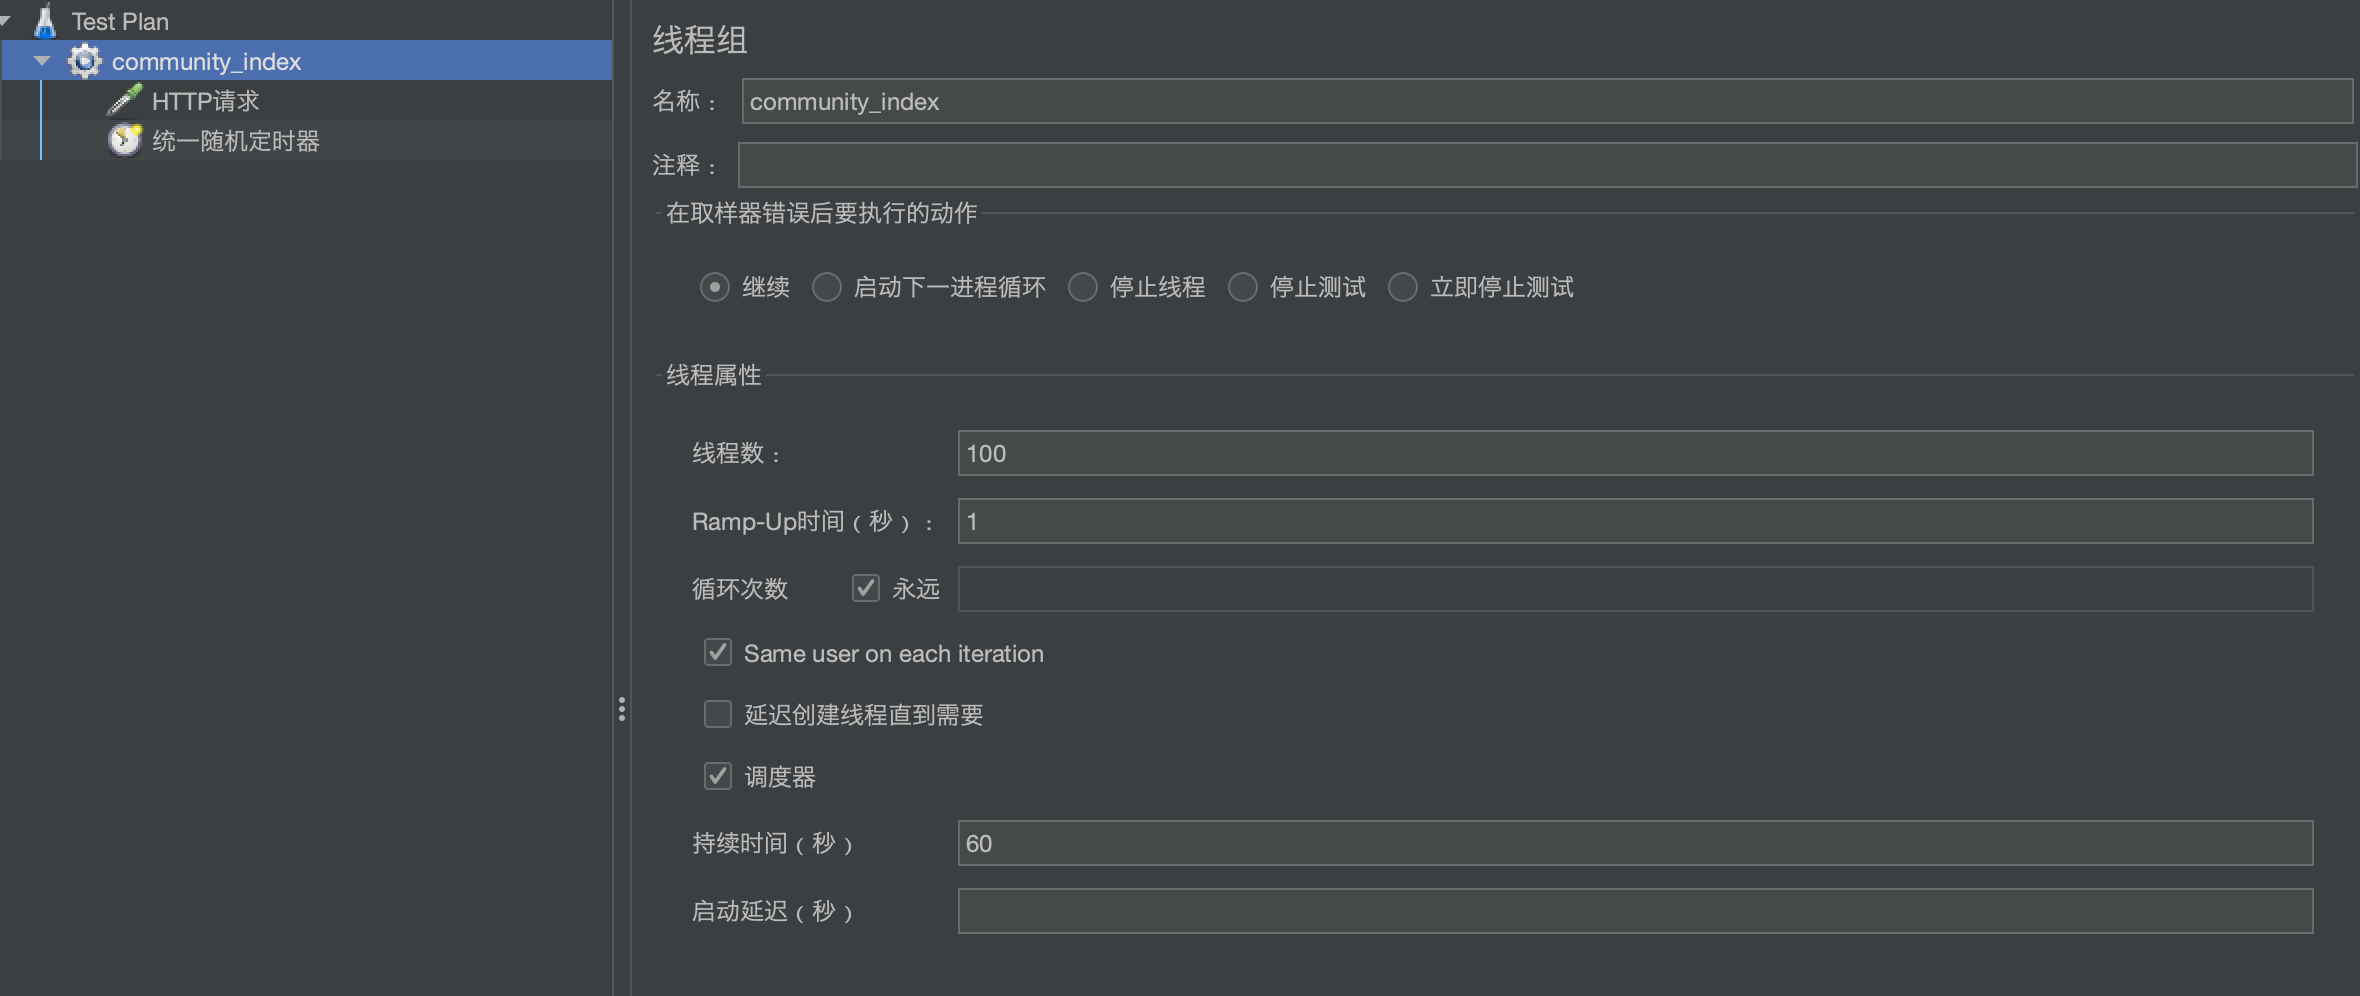 Test Plan
community_index
HTTP请求
统一随机定时器
线程组
名称：
community_index
注释：
在取样器错误后要执行的动作
继续 启动下一进程循环 停止线程 停止测试 立即停止测试
线程属性
线程数：
100
Ramp-Up时间（秒）：
1
循环次数 永远
Same user on each iteration
延迟创建线程直到需要
调度器
持续时间（秒）
60
启动延迟（秒）